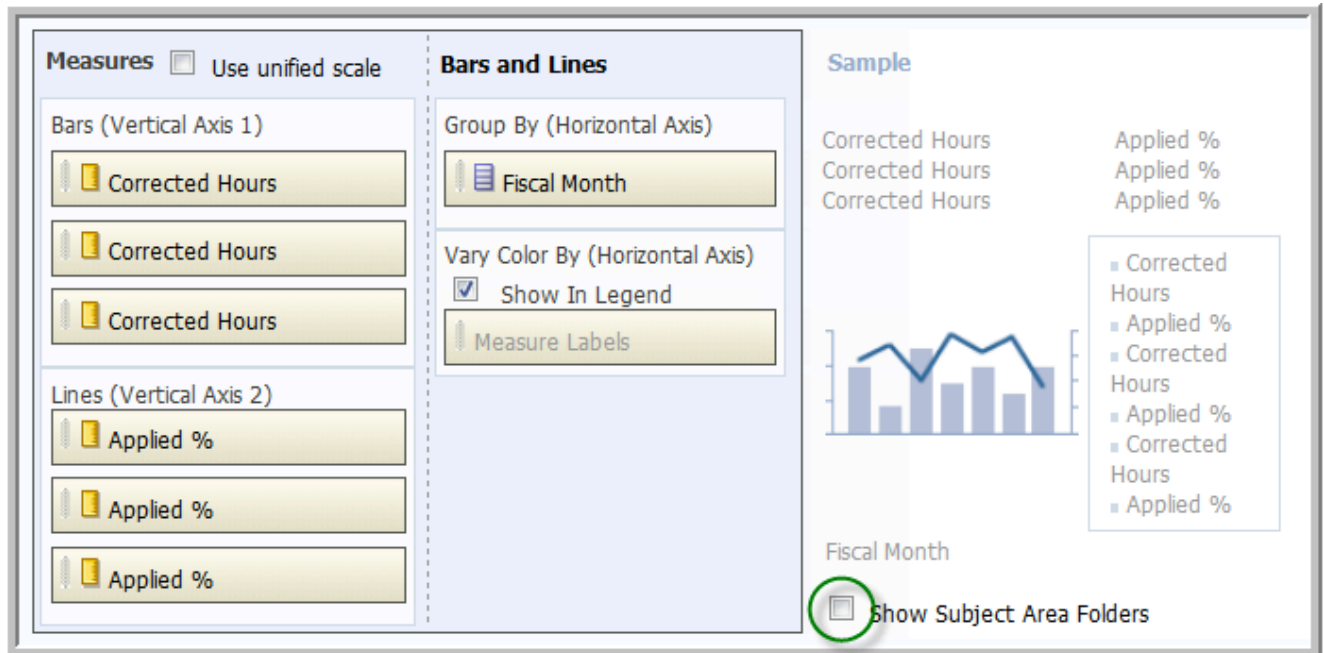 Measures Use unified scale
Bars (Vertical Axis 1)
Corrected Hours
Corrected Hours
Corrected Hours
Lines (Vertical Axis 2)
Applied %
Applied %
Applied %
Bars and Lines
Group By (Horizontal Axis)
Fiscal Month
Vary Color By (Horizontal Axis)
Show In Legend
Measure Labels
Sample
Corrected Hours Applied %
Corrected Hours Applied %
Corrected Hours Applied %
Corrected
Hours
Applied %
Corrected
Hours
Applied %
Corrected
Hours
Applied %
Fiscal Month
Show Subject Area Folders